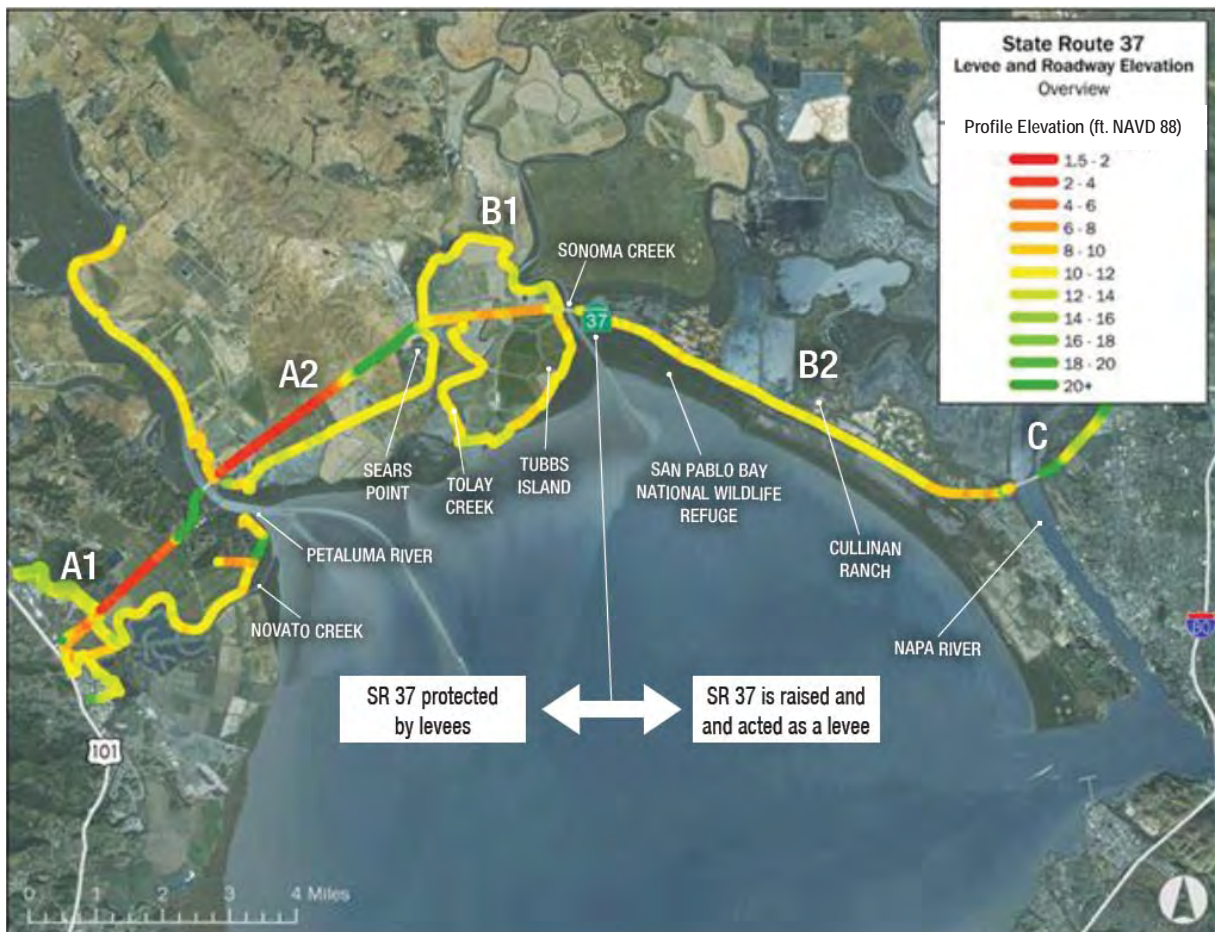 State Route 37
Levee and Roadway Elevation
Overview
Profile Elevation (ft. NAVD 88)
1.5 - 2
2 - 4
4 - 6
6 - 8
8 - 10
10 - 12
12 - 14
14 - 16
16 - 18
18 - 20
20+
B1
SONOMA CREEK
37
A2
B2
C
SEARS
POINT
TOLAY
CREEK
TUBBS
ISLAND
SAN PABLO BAY
NATIONAL WILDLIFE
REFUGE
CULLINAN
RANCH
PETALUMA RIVER
A1
NOVATO CREEK
NAPA RIVER
80
SR 37 protected
by levees
SR 37 is raised and
and acted as a levee
101
0 1 2 3 4 Miles